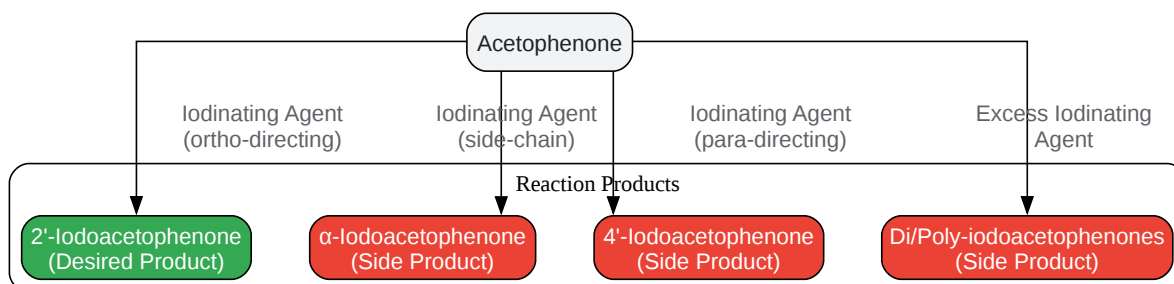 Acetophenone
Iodinating Agent
(ortho-directing)
Iodinating Agent
(side-chain)
Iodinating Agent
(para-directing)
Excess Iodinating
Agent
Reaction Products
2'-Iodoacetophenone
(Desired Product)
α-Iodoacetophenone
(Side Product)
4'-Iodoacetophenone
(Side Product)
Di/Poly-iodoacetophenones
(Side Product)